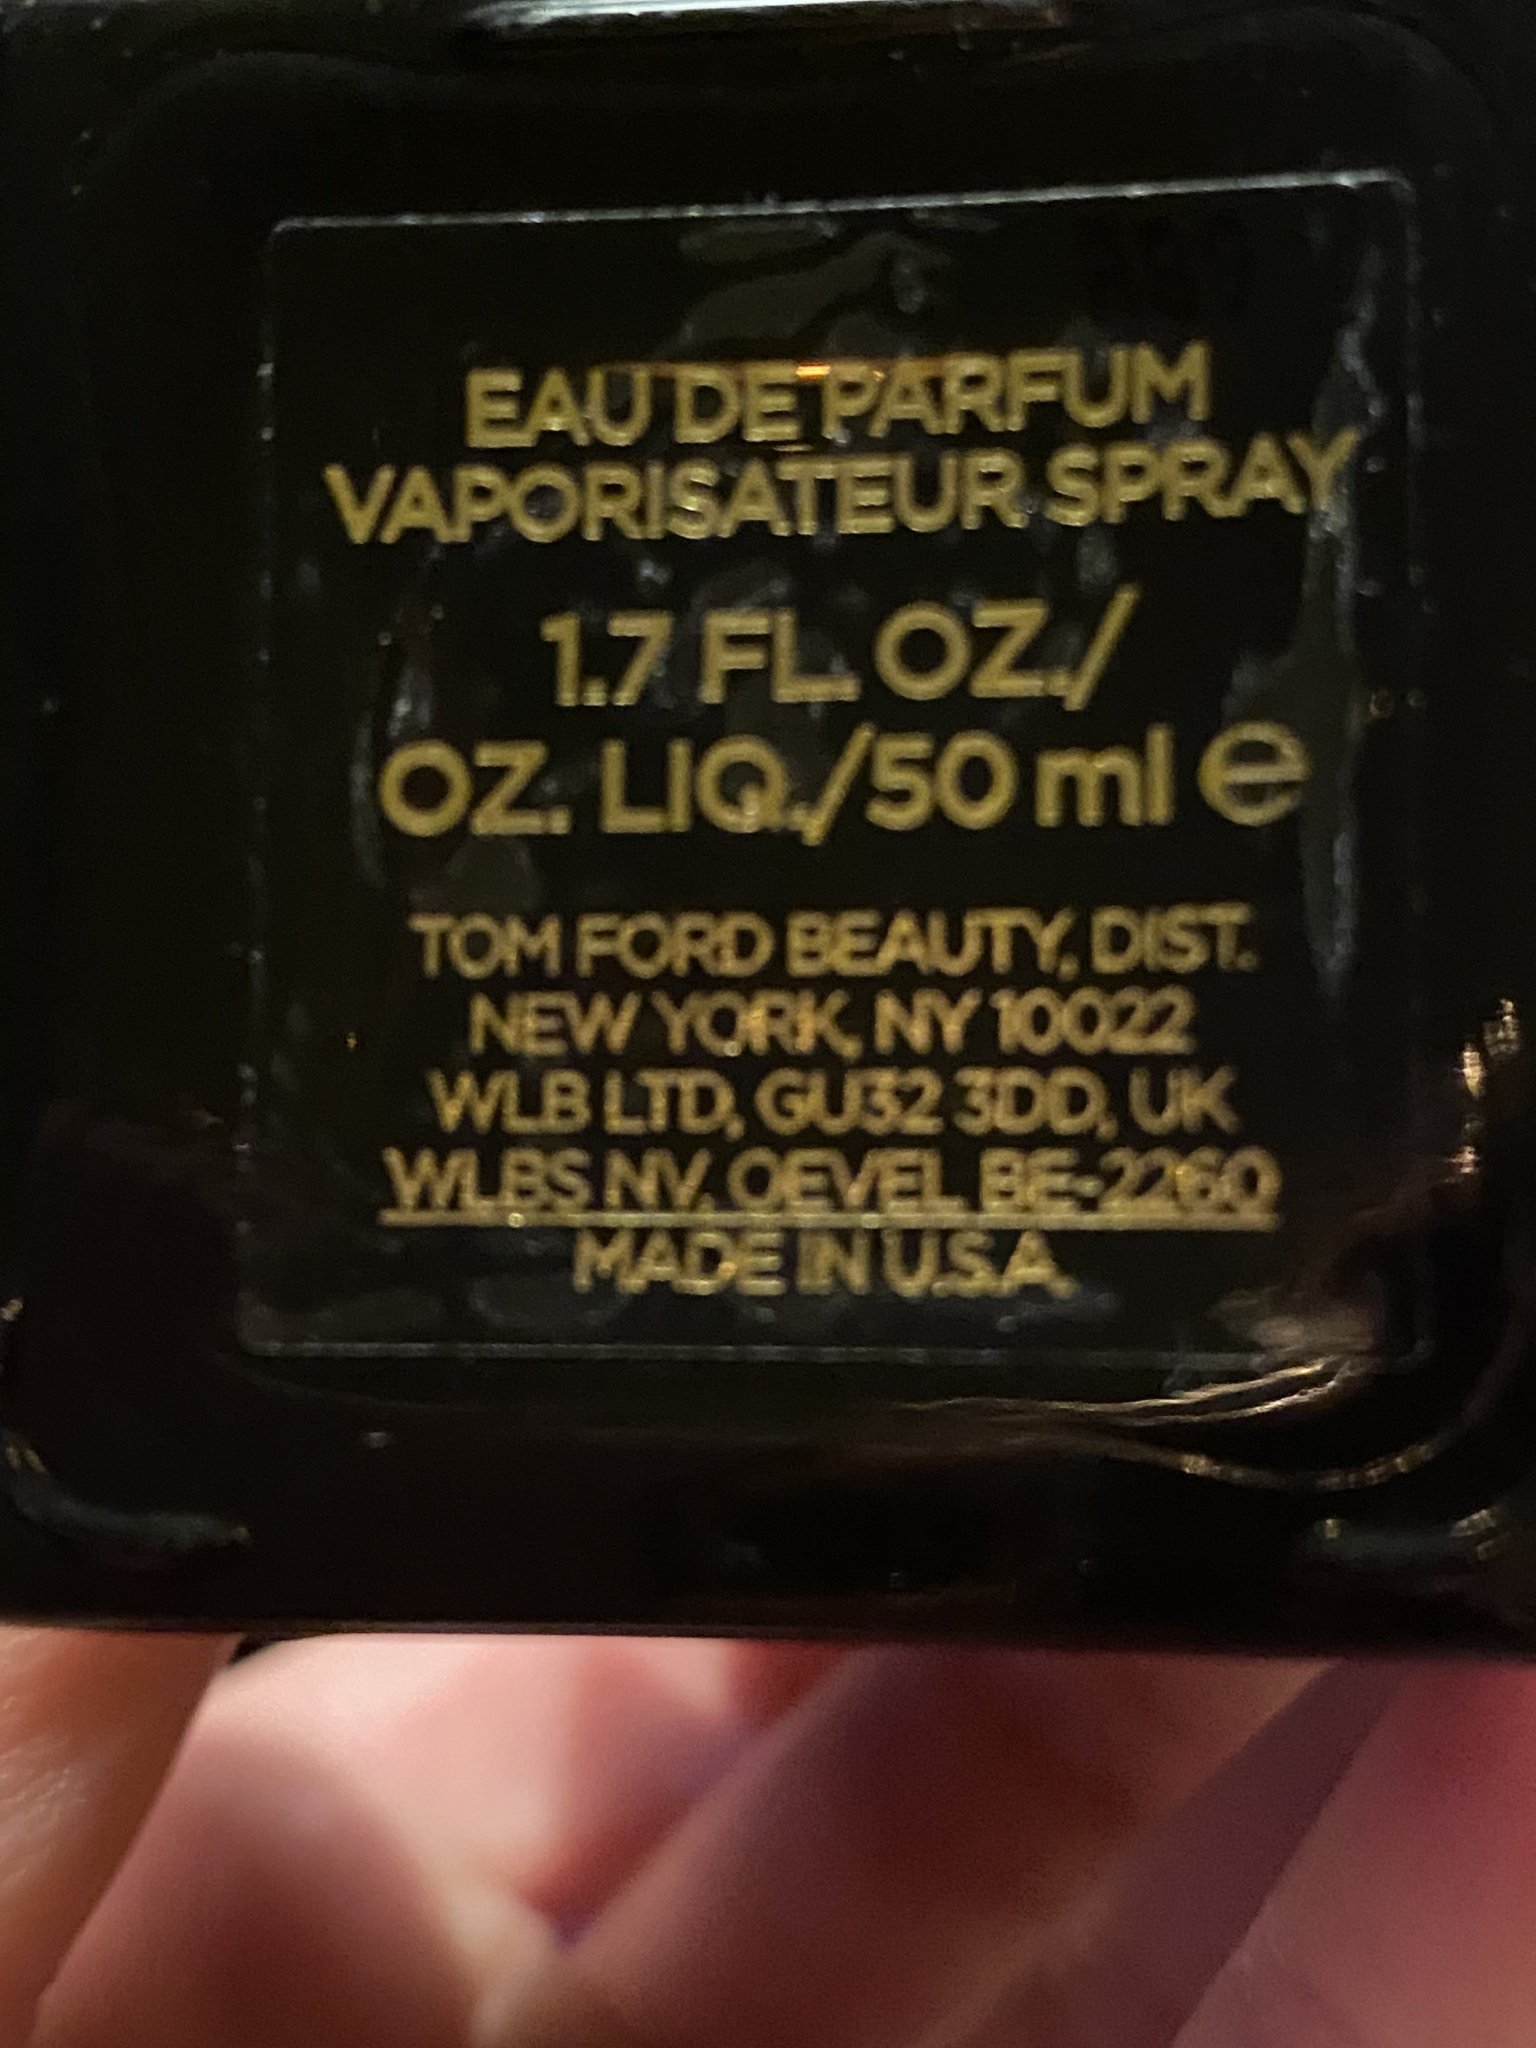 EAU DE PARFUM
VAPORISATEUR SPRAY
1.7 FL. OZ./
OZ. LIQ./50 ml ℮
TOM FORD BEAUTY, DIST.
NEW YORK, NY 10022
WLB LTD, GU32 3DD, UK
WLBS NV, OEVEL, BE-2260
MADE IN U.S.A.